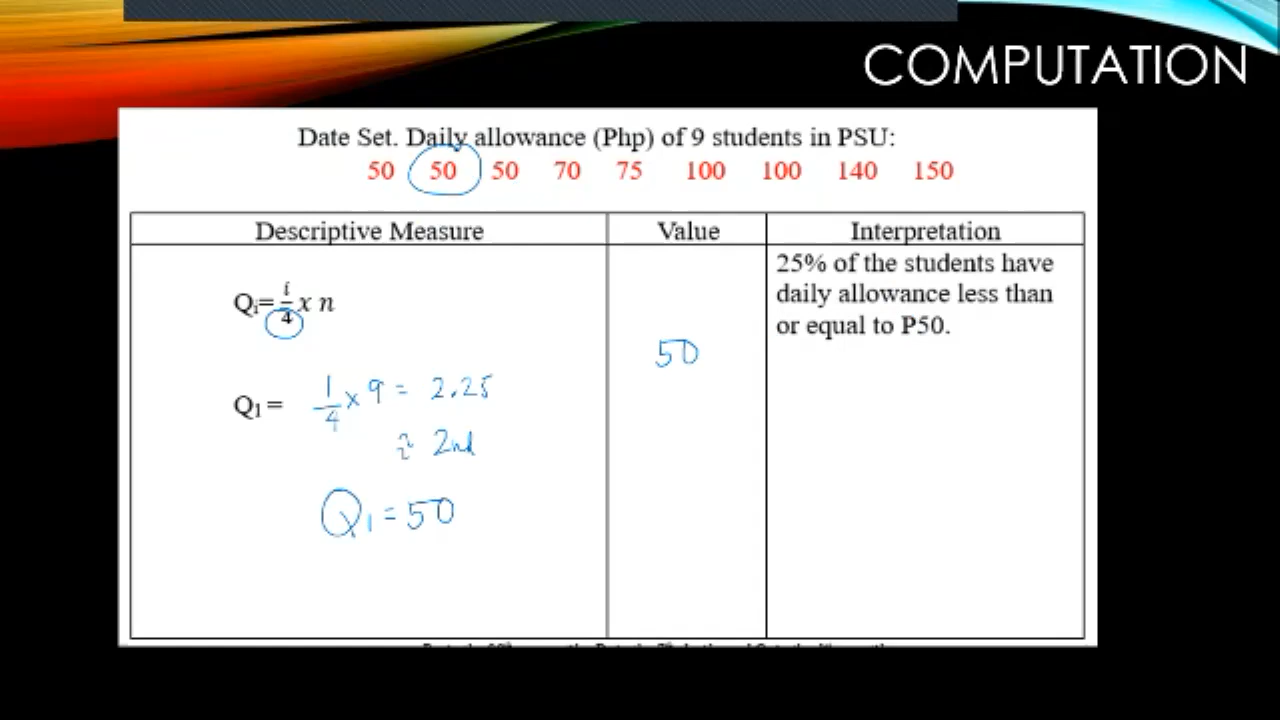 COMPUTATION
Date Set. Daily allowance (Php) of 9 students in PSU:
50 50 50 70 75 100 100 140 150
Descriptive Measure Value Interpretation
25% of the students have
daily allowance less than
or equal to P50.
Qi= i/4 x n
50
Q1 = 1/4 x 9 = 2.25
≈ 2nd
Q1 = 50